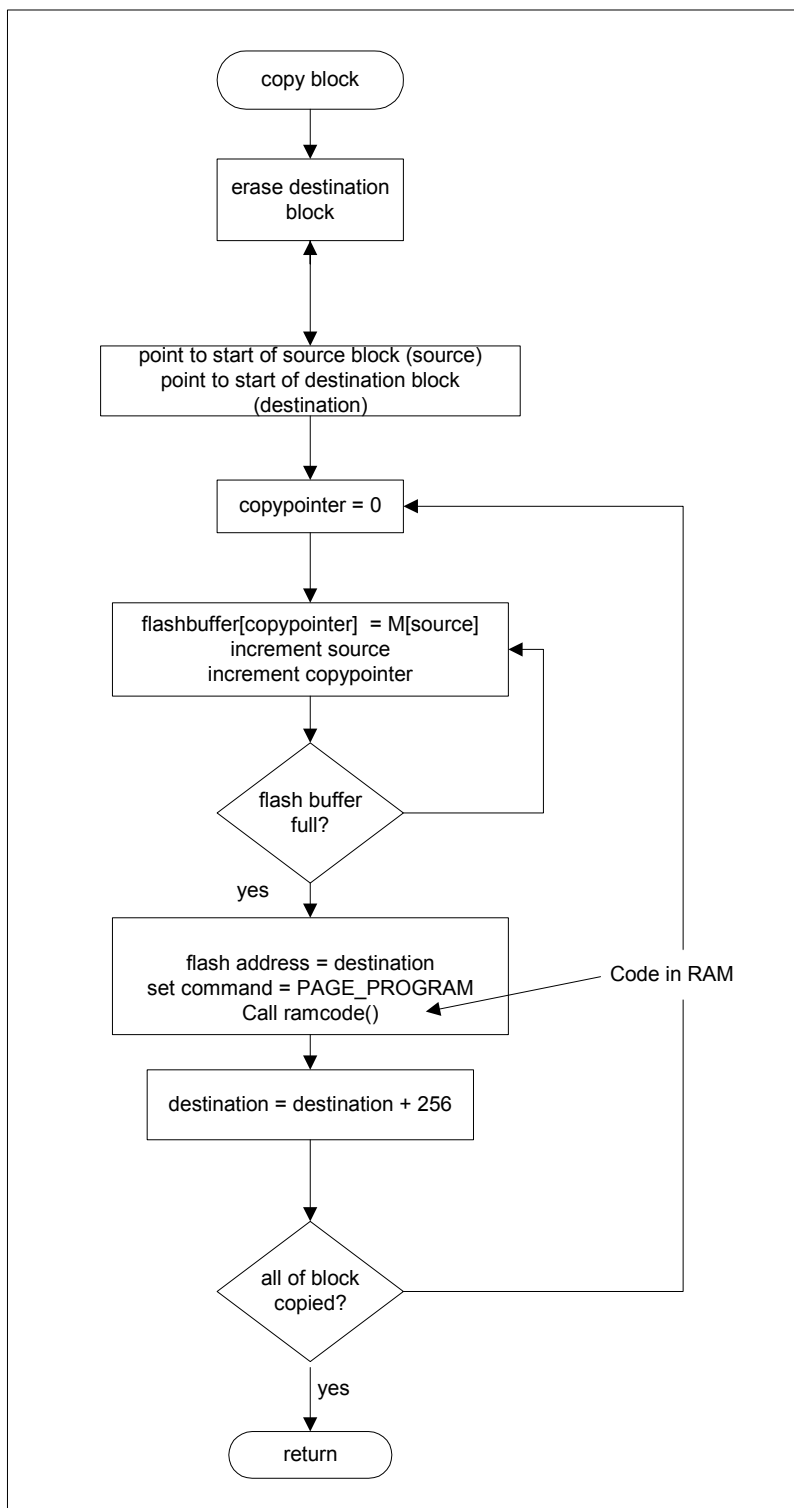 copy block
erase destination
block
point to start of source block (source)
point to start of destination block
(destination)
copypointer = 0
flashbuffer[copypointer]  = M[source]
increment source
increment copypointer
flash buffer
full?
yes
flash address = destination
set command = PAGE_PROGRAM
Call ramcode()
Code in RAM
destination = destination + 256
all of block
copied?
yes
return